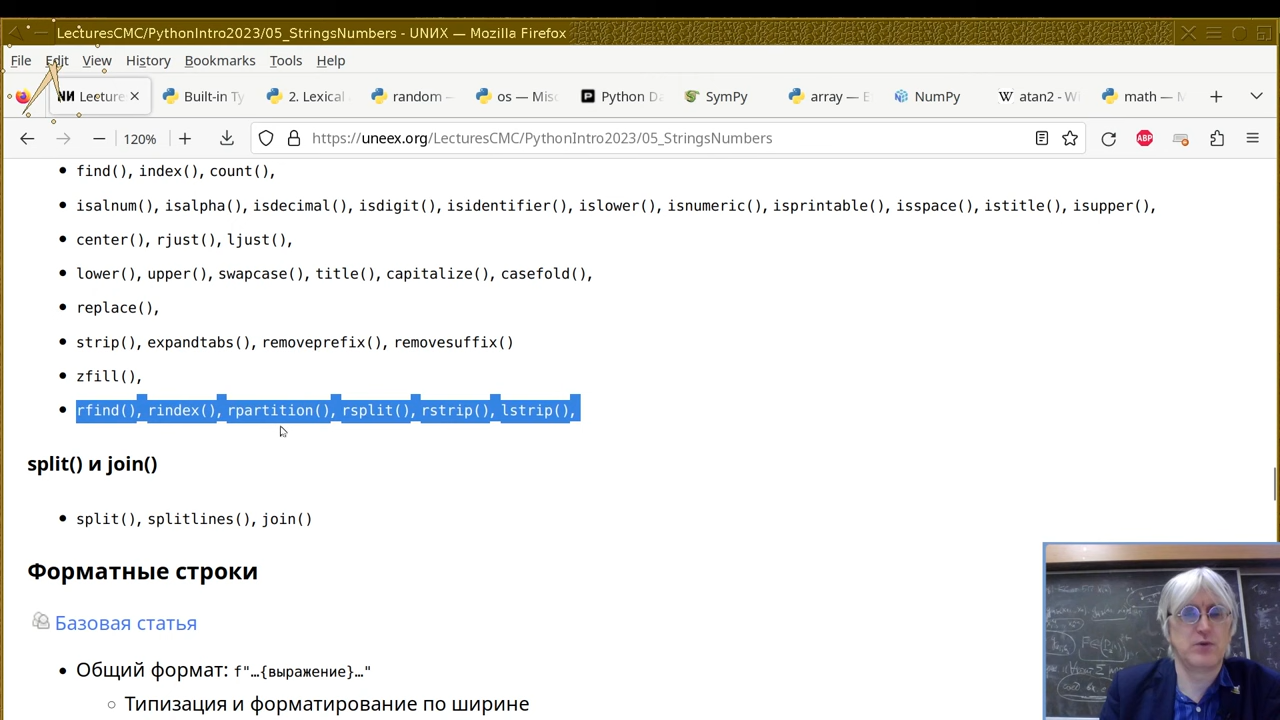 LecturesCMC/PythonIntro2023/05_StringsNumbers - UNИX — Mozilla Firefox
File Edit View History Bookmarks Tools Help
Lecture Built-in Ty 2. Lexical random — os — Misc Python Da SymPy array — E NumPy atan2 - Wi math — M
120% https://uneex.org/LecturesCMC/PythonIntro2023/05_StringsNumbers ABP
find(), index(), count(),
isalnum(), isalpha(), isdecimal(), isdigit(), isidentifier(), islower(), isnumeric(), isprintable(), isspace(), istitle(), isupper(),
center(), rjust(), ljust(),
lower(), upper(), swapcase(), title(), capitalize(), casefold(),
replace(),
strip(), expandtabs(), removeprefix(), removesuffix()
zfill(),
rfind(), rindex(), rpartition(), rsplit(), rstrip(), lstrip(),
split() и join()
split(), splitlines(), join()
Форматные строки
Базовая статья
Общий формат: f"…{выражение}…"
Типизация и форматирование по ширине